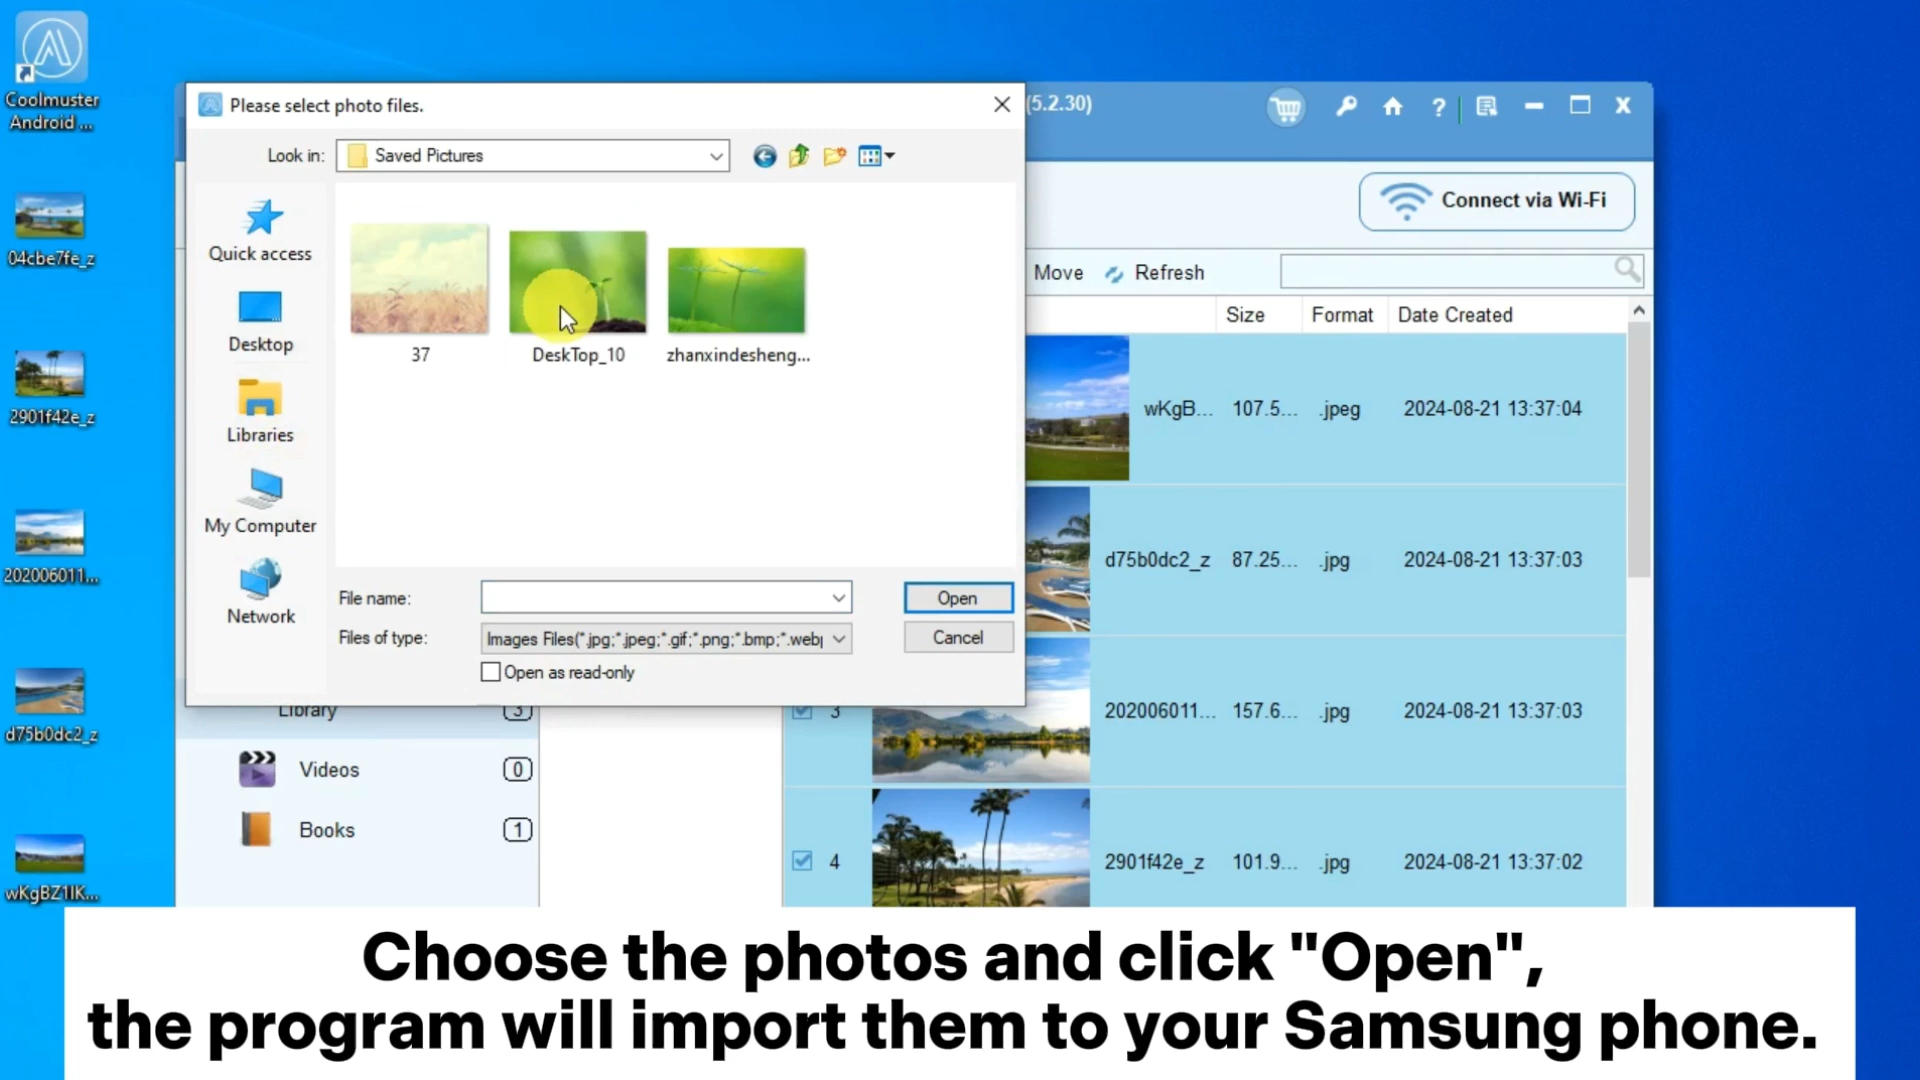 Coolmuster
Android ...
04cbe7fe_z
2901f42e_z
202006011...
d75b0dc2_z
wKgBZ1IK...
Please select photo files.
Look in:
Saved Pictures
Quick access
Desktop
Libraries
My Computer
Network
37
DeskTop_10
zhanxindesheng...
File name:
Open
Files of type:
Images Files(*.jpg;*.jpeg;*.gif;*.png;*.bmp;*.webp
Cancel
Open as read-only
(5.2.30)
?
Connect via Wi-Fi
Move
Refresh
Size
Format
Date Created
wKgB... 107.5... .jpeg 2024-08-21 13:37:04
d75b0dc2_z 87.25... .jpg 2024-08-21 13:37:03
3 202006011... 157.6... .jpg 2024-08-21 13:37:03
4 2901f42e_z 101.9... .jpg 2024-08-21 13:37:02
Library 3
Videos 0
Books 1
Choose the photos and click "Open",
the program will import them to your Samsung phone.